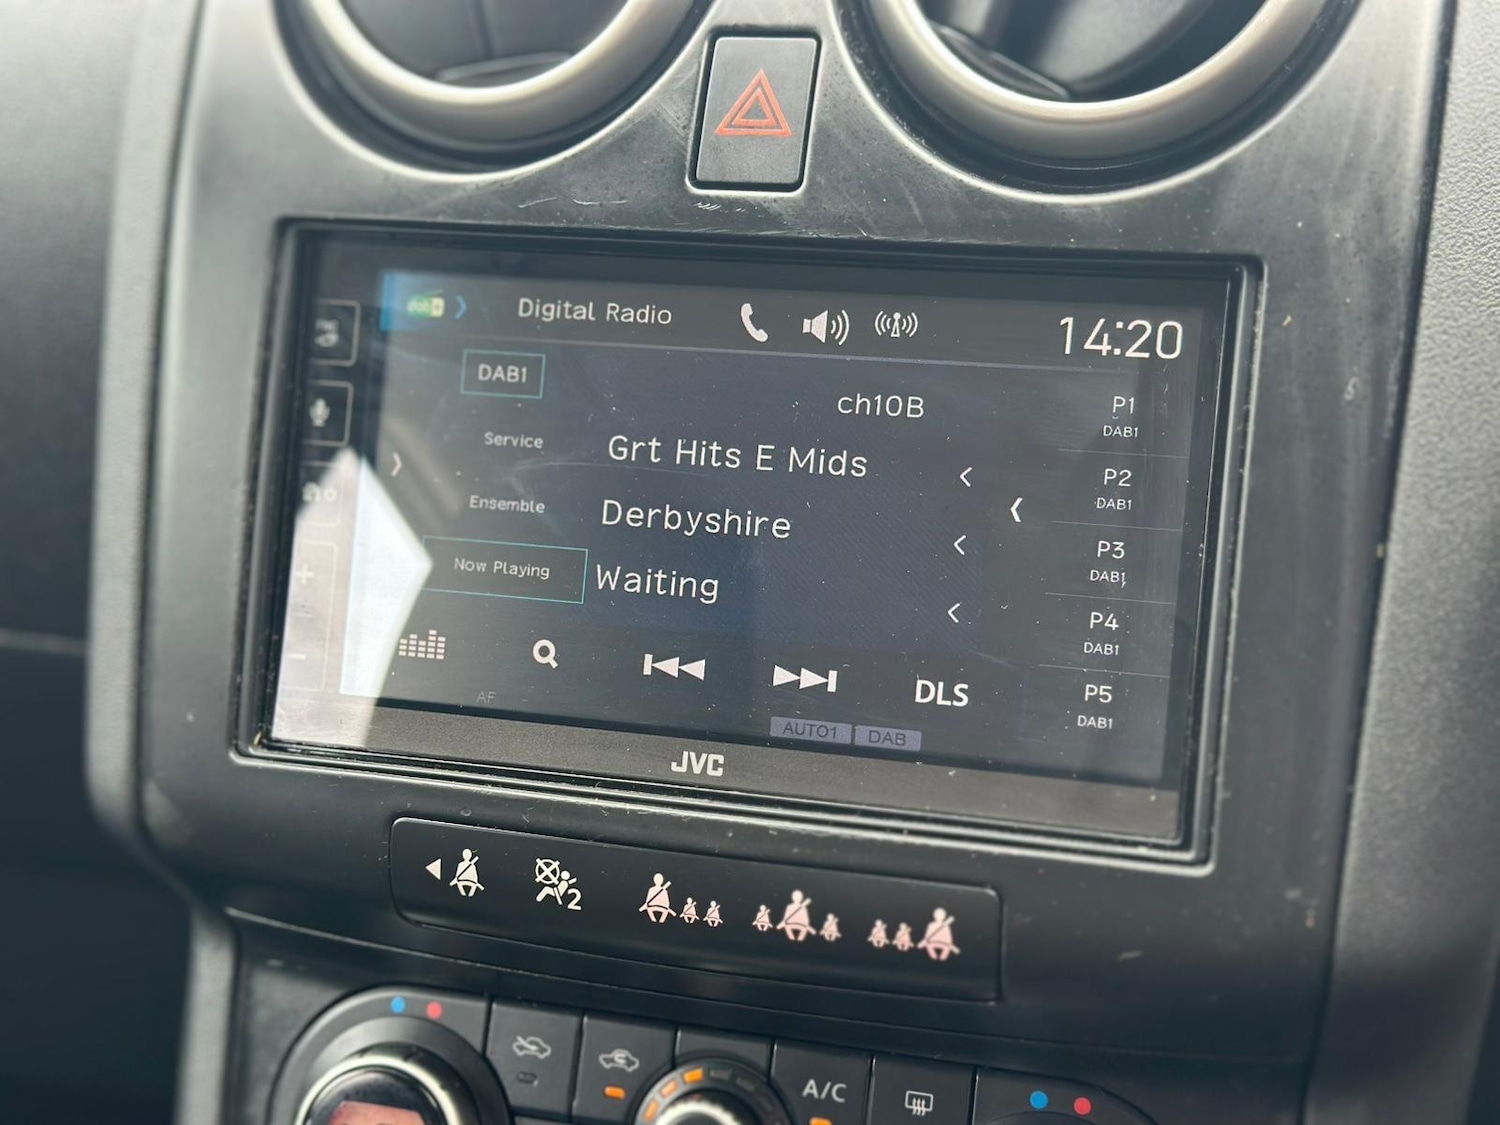 Digital Radio
14:20
DAB1
ch10B
Service
Grt Hits E Mids
Ensemble
Derbyshire
Now Playing
Waiting
P1
DAB1
P2
DAB1
P3
DAB1
P4
DAB1
P5
DAB1
DLS
AF
AUTO1
DAB
JVC
2
A/C